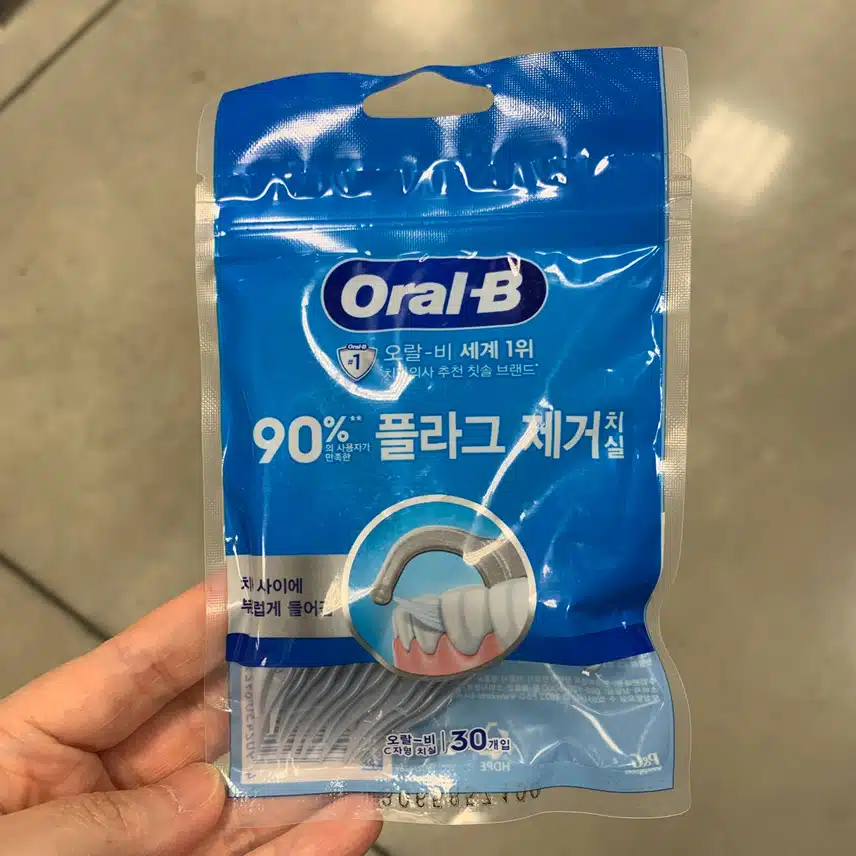 Oral-B
Oral-B
#1
오랄-비 세계 1위
추천 칫솔 브랜드*
90%** 플라그 제거 치실
의 사용자가
만족한
치아 사이에
부드럽게 들어감
오랄-비
C자형 치실
30개입
HDPE
P&G